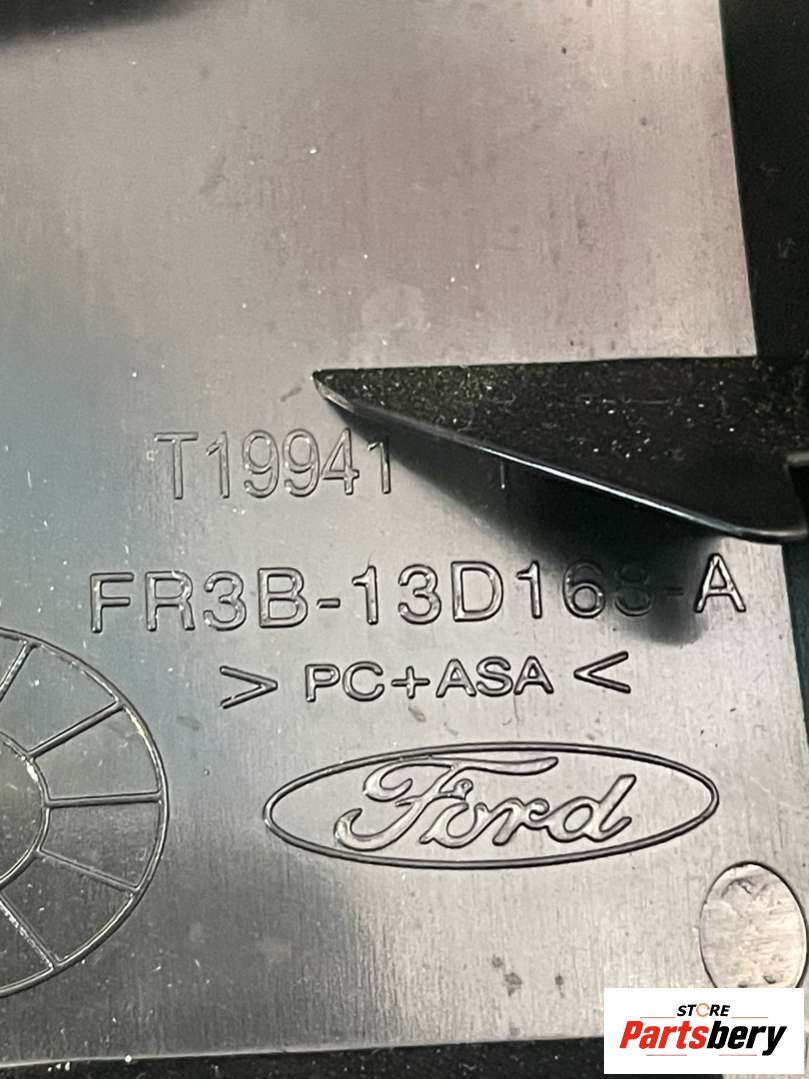 T19941
FR3B-13D168-A
> PC+ASA <
Ford
STORE
Partsbery